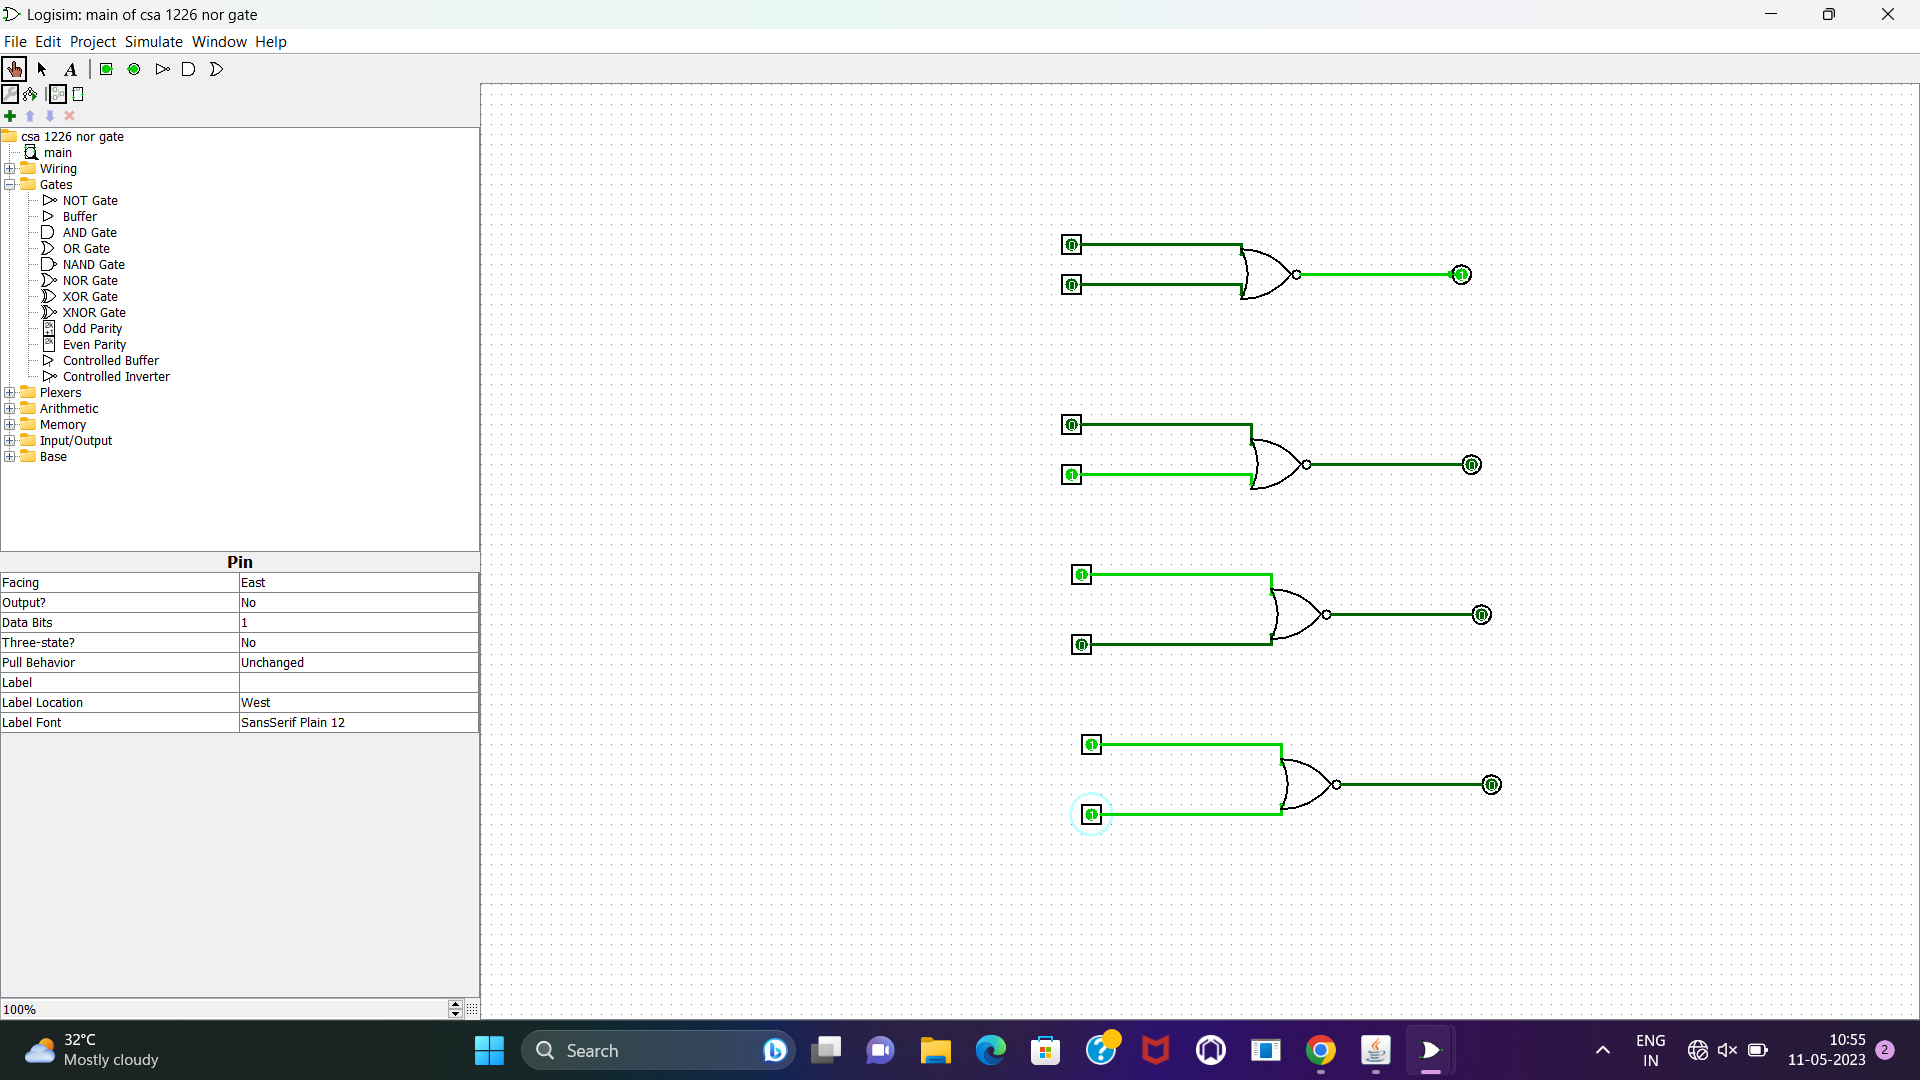 Logisim: main of csa 1226 nor gate
File Edit Project Simulate Window Help
A
csa 1226 nor gate
main
Wiring
Gates
NOT Gate
Buffer
AND Gate
OR Gate
NAND Gate
NOR Gate
XOR Gate
XNOR Gate
Odd Parity
Even Parity
Controlled Buffer
Controlled Inverter
Plexers
Arithmetic
Memory
Input/Output
Base
Pin
Facing East
Output? No
Data Bits 1
Three-state? No
Pull Behavior Unchanged
Label
Label Location West
Label Font SansSerif Plain 12
100%
0
0 1
0
1 0
1
0 0
1
1 0
32°C
Mostly cloudy
Search
ENG
IN
10:55
11-05-2023
2